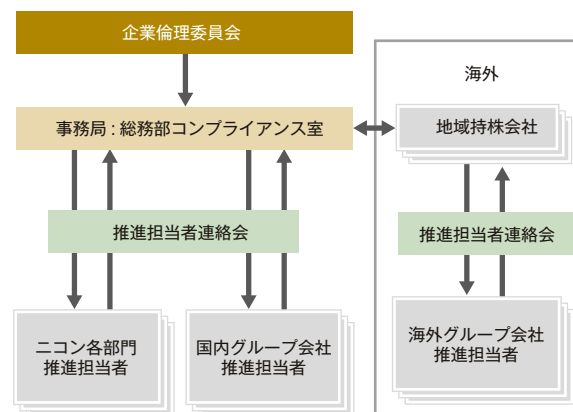 企業倫理委員会
海外
事務局:総務部コンプライアンス室
地域持株会社
推進担当者連絡会
推進担当者連絡会
ニコン各部門
推進担当者
国内グループ会社
推進担当者
海外グループ会社
推進担当者